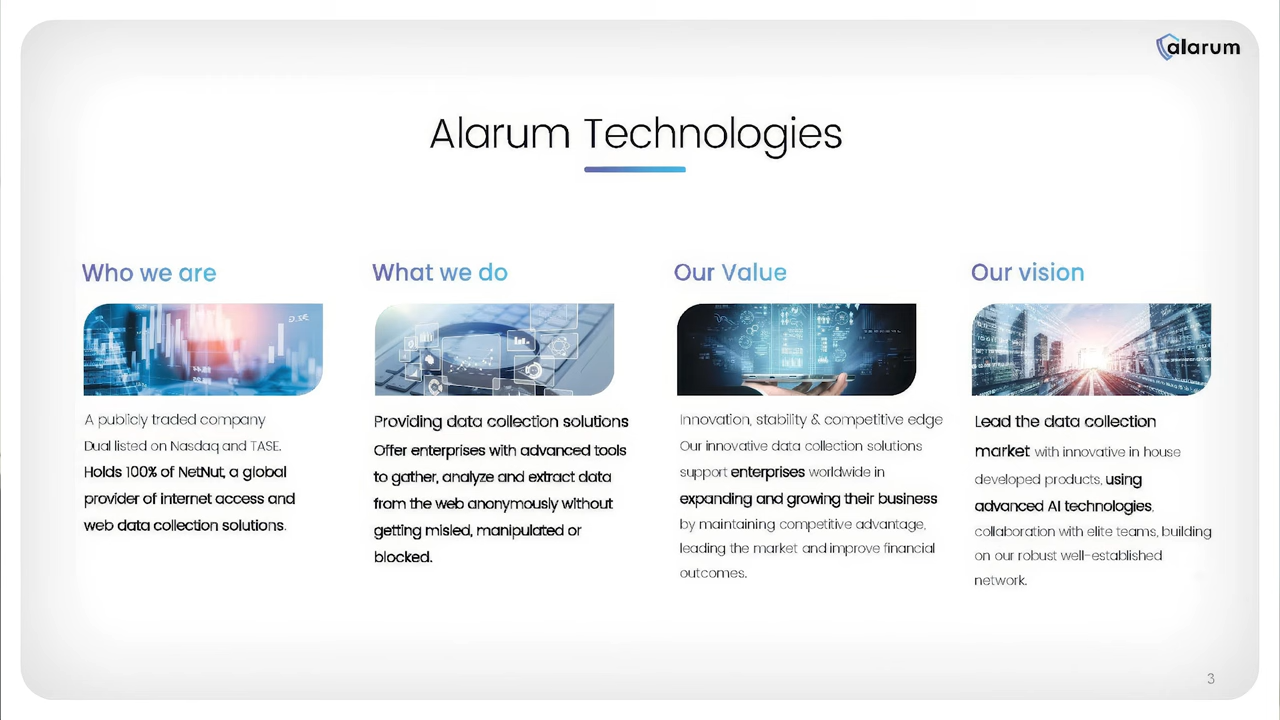 alarum
Alarum Technologies
Who we are
A publicly traded company
Dual listed on Nasdaq and TASE.
Holds 100% of NetNut, a global
provider of internet access and
web data collection solutions.
What we do
Providing data collection solutions
Offer enterprises with advanced tools
to gather, analyze and extract data
from the web anonymously without
getting misled, manipulated or
blocked.
Our Value
Innovation, stability & competitive edge
Our innovative data collection solutions
support enterprises worldwide in
expanding and growing their business
by maintaining competitive advantage,
leading the market and improve financial
outcomes.
Our vision
Lead the data collection
market with innovative in house
developed products, using
advanced AI technologies,
collaboration with elite teams, building
on our robust well-established
network.
3